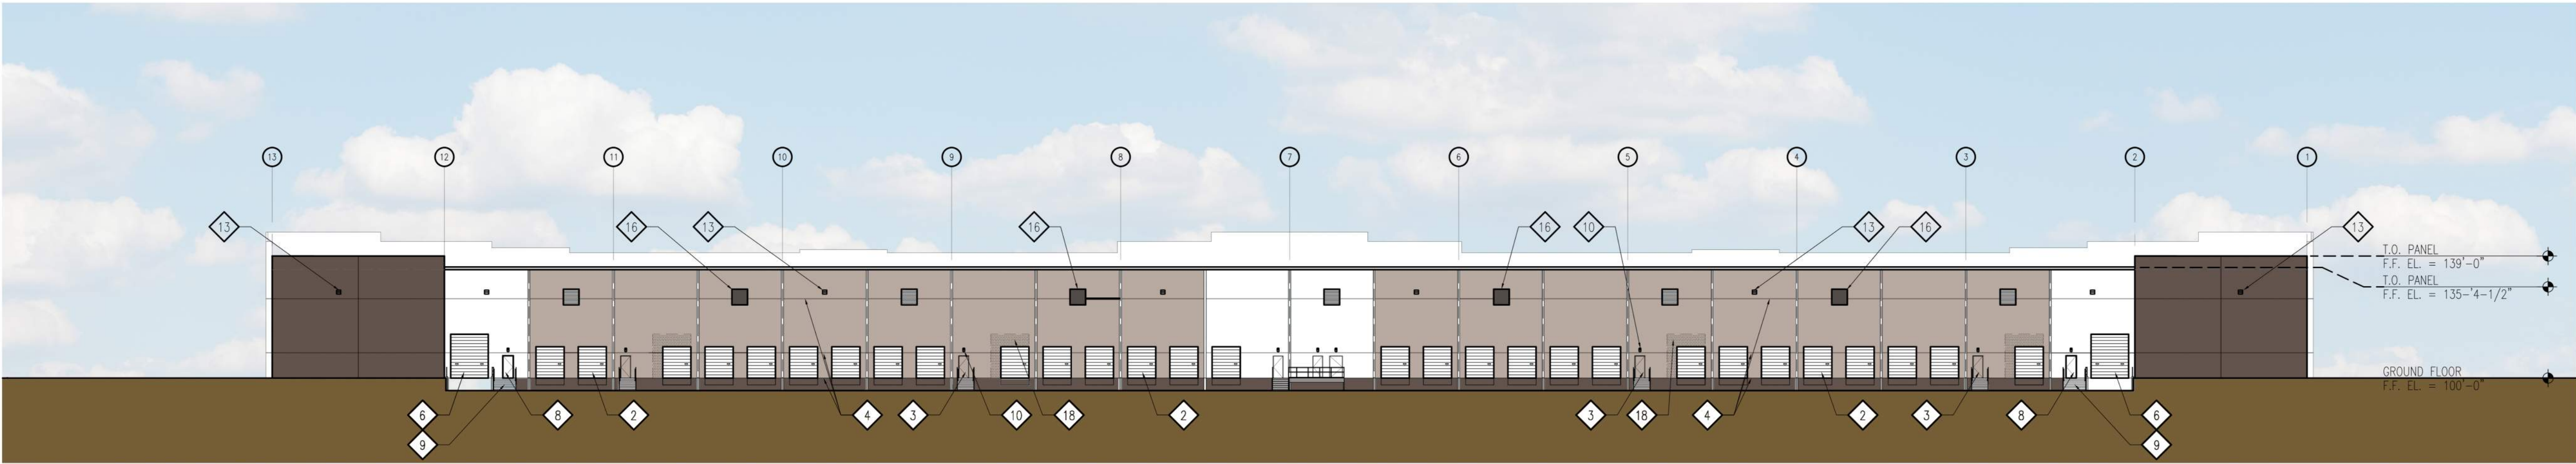 13 12 11 10 9 8 7 6 5 4 3 2 1
13 16 13 16 16 10 13 16 13
T.O. PANEL
F.F. EL. = 139'-0"
T.O. PANEL
F.F. EL. = 135-'4-1/2"
GROUND FLOOR
F.F. EL. = 100'-0"
6 8 2 4 3 10 18 2 3 18 4 2 3 8 6
9 9